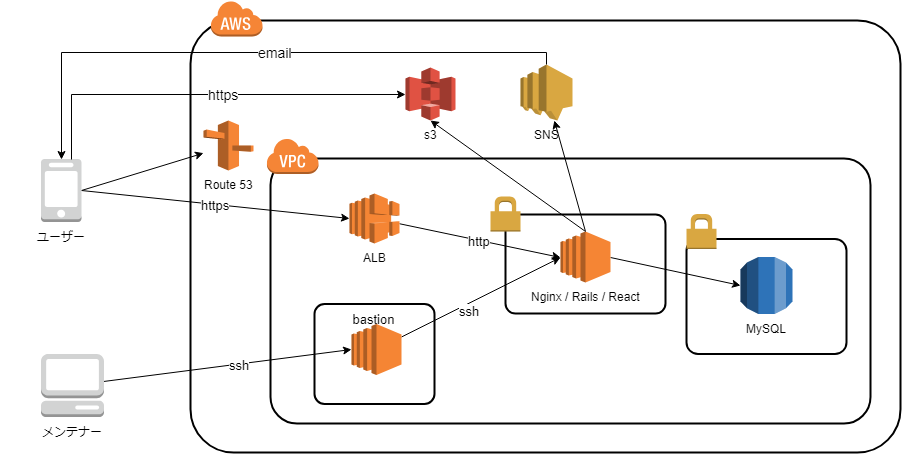 AWS
email
https
s3
SNS
VPC
Route 53
https
ユーザー
ALB
http
Nginx / Rails / React
MySQL
bastion
ssh
ssh
メンテナー